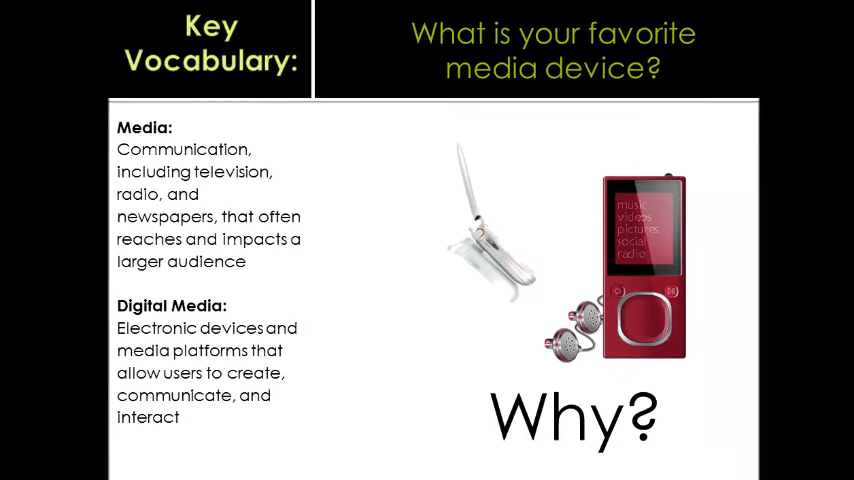 Key
Vocabulary:
What is your favorite
media device?
Media:
Communication,
including television,
radio, and
newspapers, that often
reaches and impacts a
larger audience
Digital Media:
Electronic devices and
media platforms that
allow users to create,
communicate, and
interact
music
videos
pictures
social
radio
Why?